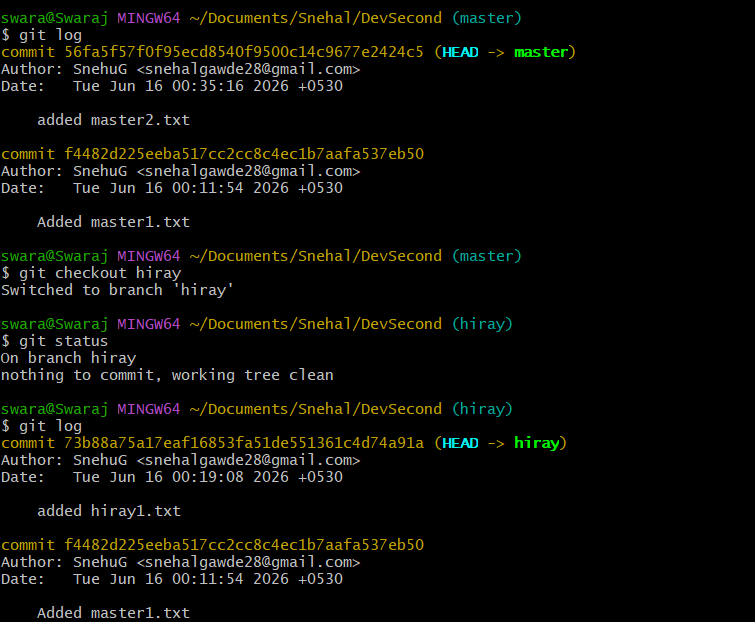 swara@Swaraj MINGW64 ~/Documents/Snehal/DevSecond (master)
$ git log
commit 56fa5f57f0f95ecd8540f9500c14c9677e2424c5 (HEAD -> master)
Author: SnehuG <snehalgawde28@gmail.com>
Date:   Tue Jun 16 00:35:16 2026 +0530
    added master2.txt
commit f4482d225eeba517cc2cc8c4ec1b7aafa537eb50
Author: SnehuG <snehalgawde28@gmail.com>
Date:   Tue Jun 16 00:11:54 2026 +0530
    Added master1.txt
swara@Swaraj MINGW64 ~/Documents/Snehal/DevSecond (master)
$ git checkout hiray
Switched to branch 'hiray'
swara@Swaraj MINGW64 ~/Documents/Snehal/DevSecond (hiray)
$ git status
On branch hiray
nothing to commit, working tree clean
swara@Swaraj MINGW64 ~/Documents/Snehal/DevSecond (hiray)
$ git log
commit 73b88a75a17eaf16853fa51de551361c4d74a91a (HEAD -> hiray)
Author: SnehuG <snehalgawde28@gmail.com>
Date:   Tue Jun 16 00:19:08 2026 +0530
    added hiray1.txt
commit f4482d225eeba517cc2cc8c4ec1b7aafa537eb50
Author: SnehuG <snehalgawde28@gmail.com>
Date:   Tue Jun 16 00:11:54 2026 +0530
    Added master1.txt